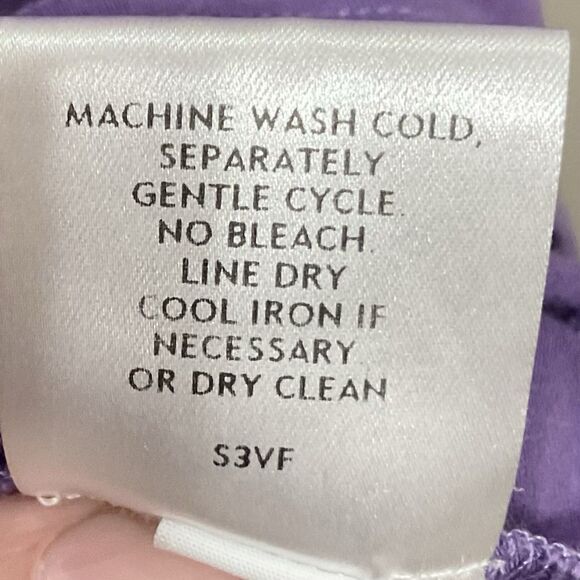 MACHINE WASH COLD,
SEPARATELY
GENTLE CYCLE.
NO BLEACH.
LINE DRY
COOL IRON IF
NECESSARY
OR DRY CLEAN
S3VF